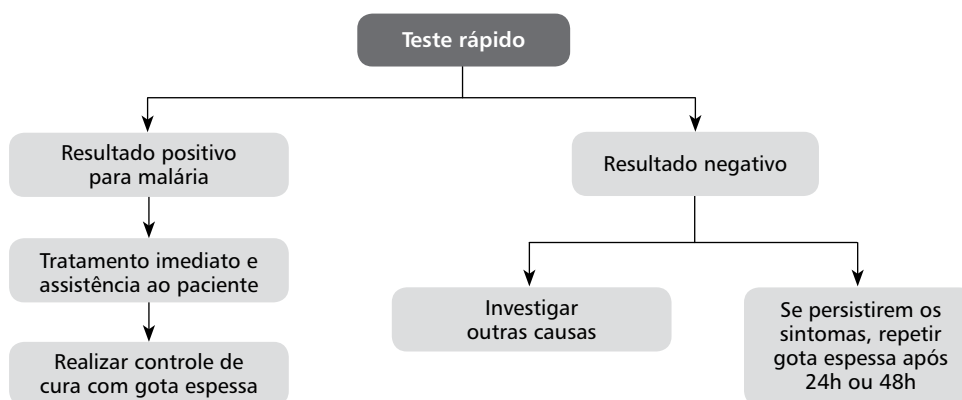 Teste rápido
Resultado positivo
para malária
Tratamento imediato e
assistência ao paciente
Realizar controle de
cura com gota espessa
Resultado negativo
Investigar
outras causas
Se persistirem os
sintomas, repetir
gota espessa após
24h ou 48h